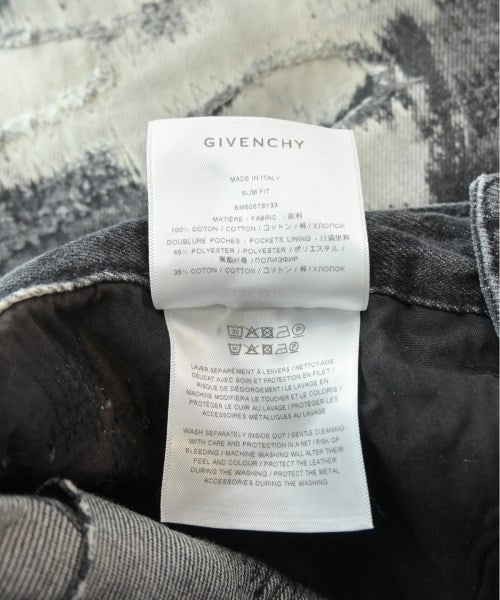 GIVENCHY
MADE IN ITALY
SLIM FIT
BM50ST5Y33
MATIÈRE - FABRIC - 面料
100% COTON / COTTON / コットン / 棉 / ХЛОПОК
DOUBLURE POCHES - POCKETS LINING - 口袋里料
65% POLYESTER / POLYESTER / ポリエステル /
聚酯纤维 / ПОЛИЭФИР
35% COTON / COTTON / コットン / 棉 / ХЛОПОК
LAVER SÉPARÉMENT À L'ENVERS / NETTOYAGE
DÉLICAT AVEC SOIN ET PROTECTION EN FILET /
RISQUE DE DÉGORGEMENT / LE LAVAGE EN
MACHINE MODIFIERA LE TOUCHER ET LE COLORIS /
PROTÉGER LE CUIR AU LAVAGE / PROTÉGER LES
ACCESSOIRES MÉTALLIQUES AU LAVAGE
WASH SEPARATELY INSIDE OUT / GENTLE CLEANING
WITH CARE AND PROTECTION IN A NET / RISK OF
BLEEDING / MACHINE WASHING WILL ALTER THE
FEEL AND COLOUR / PROTECT THE LEATHER
DURING THE WASHING / PROTECT THE METAL
ACCESSORIES DURING THE WASHING